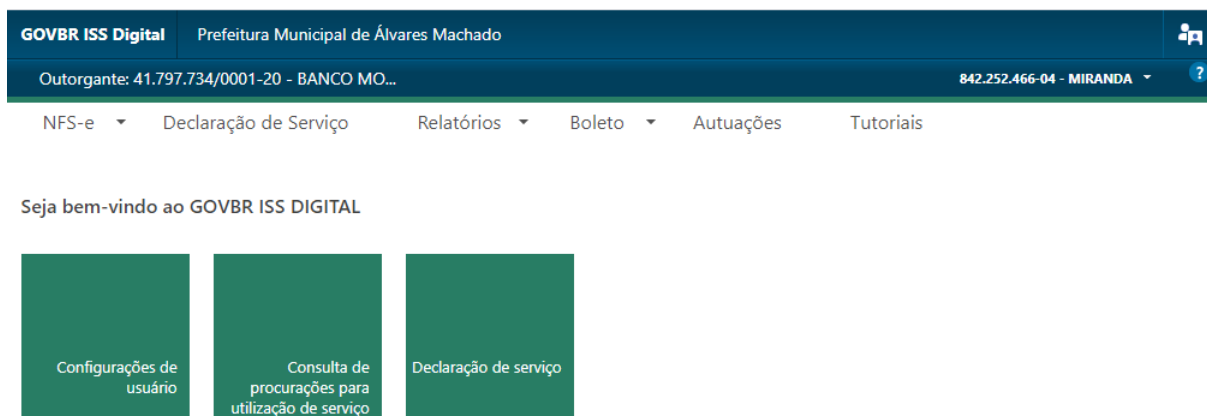 GOVBR ISS Digital Prefeitura Municipal de Álvares Machado
Outorgante: 41.797.734/0001-20 - BANCO MO... 842.252.466-04 - MIRANDA ?
NFS-e Declaração de Serviço Relatórios Boleto Autuações Tutoriais
Seja bem-vindo ao GOVBR ISS DIGITAL
Configurações de
usuário
Consulta de
procurações para
utilização de serviço
Declaração de serviço